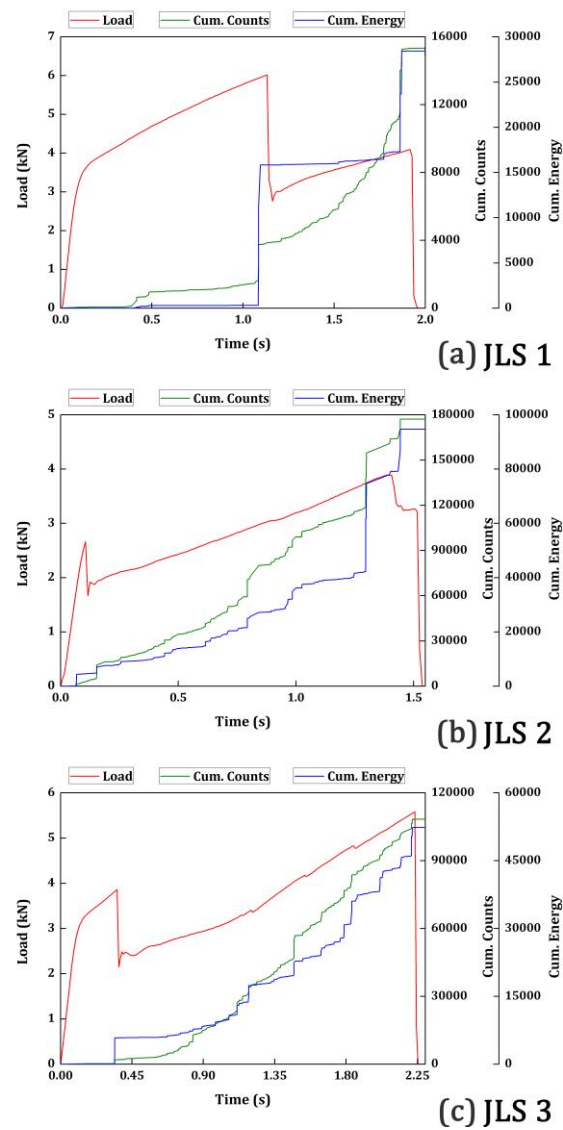 Load Cum. Counts Cum. Energy
7 16000 30000
6 25000
5 12000 20000
4 8000 15000
3
2 4000 10000
1 5000
0 0 0
0.0 0.5 1.0 1.5 2.0
Load (kN)
Cum. Counts
Cum. Energy
Time (s)
(a) JLS 1
Load Cum. Counts Cum. Energy
5 180000 100000
4 150000 80000
3 120000 60000
90000
2 60000 40000
1 30000 20000
0 0 0
0.0 0.5 1.0 1.5
Load (kN)
Cum. Counts
Cum. Energy
Time (s)
(b) JLS 2
Load Cum. Counts Cum. Energy
6 120000 60000
5 90000 45000
4
3 60000 30000
2 30000 15000
1
0 0 0
0.00 0.45 0.90 1.35 1.80 2.25
Load (kN)
Cum. Counts
Cum. Energy
Time (s)
(c) JLS 3